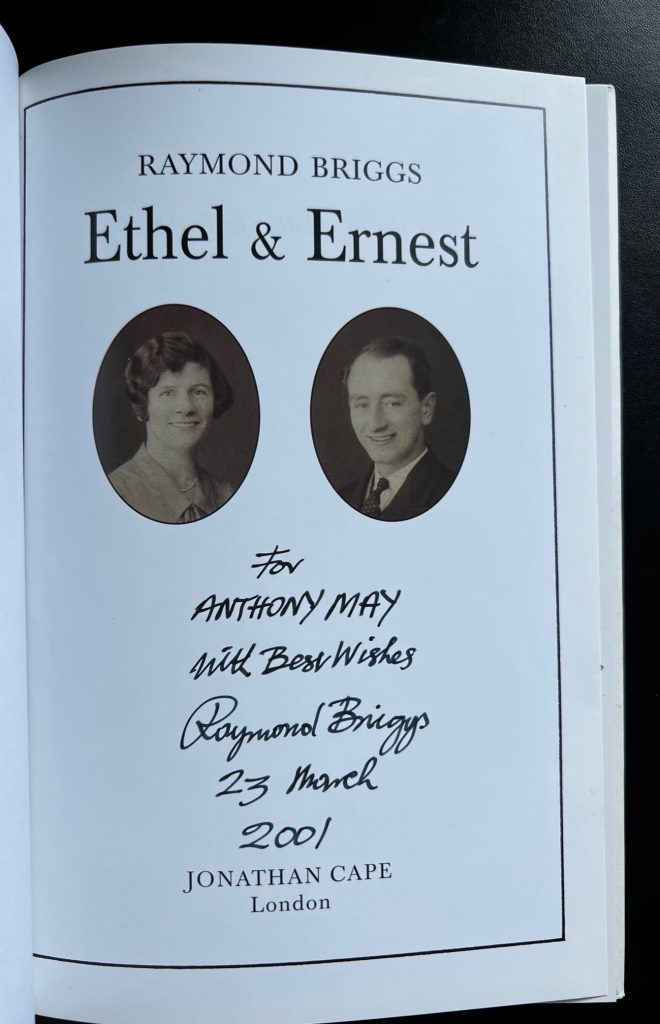 RAYMOND BRIGGS
Ethel & Ernest
For
ANTHONY MAY
With Best Wishes
Raymond Briggs
23 March
2001
JONATHAN CAPE
London